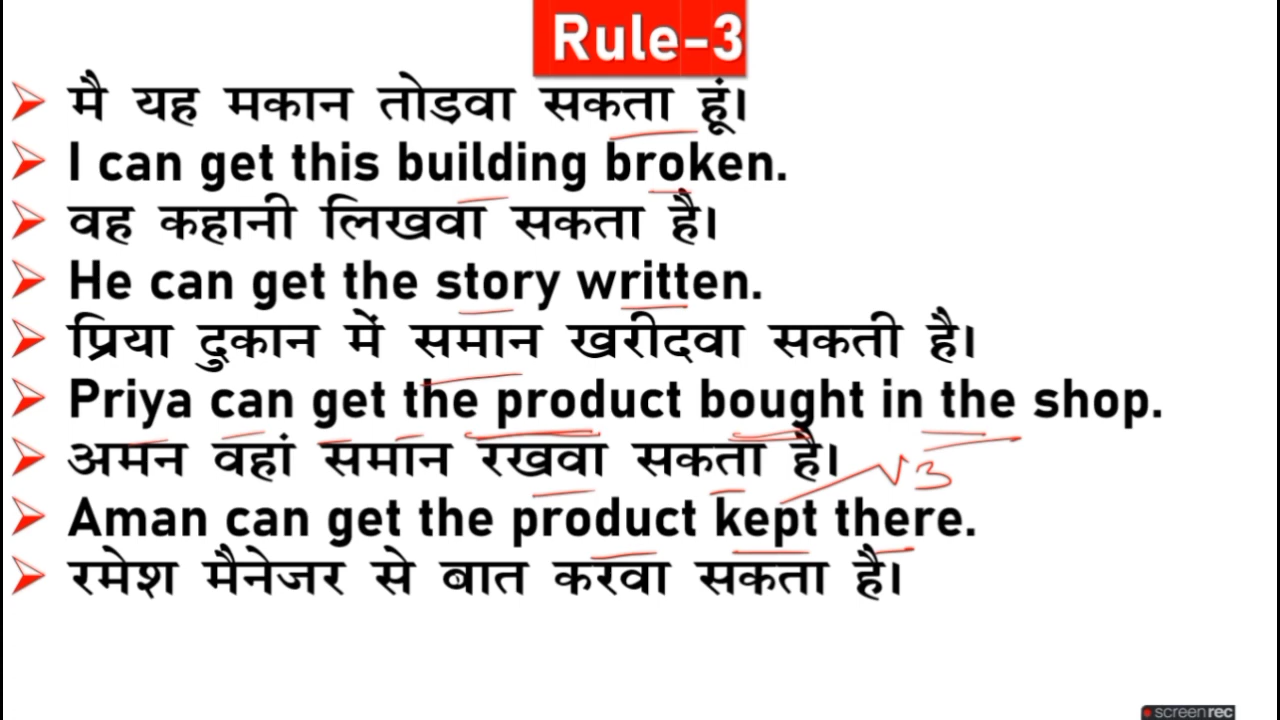 Rule-3
मै यह मकान तोड़वा सकता हूं।
I can get this building broken.
वह कहानी लिखवा सकता है।
He can get the story written.
प्रिया दुकान में समान खरीदवा सकती है।
Priya can get the product bought in the shop.
अमन वहां समान रखवा सकता है।
V3
Aman can get the product kept there.
रमेश मैनेजर से बात करवा सकता है।
screenrec